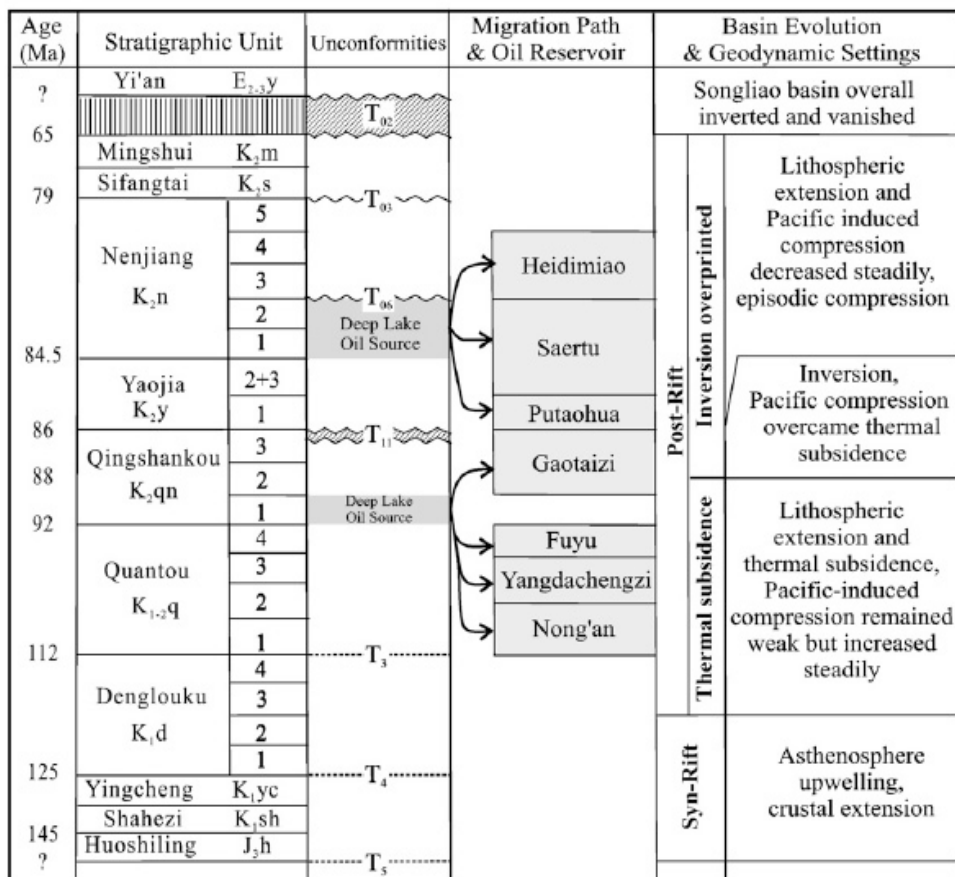 Age
(Ma)
Stratigraphic Unit
Unconformities
Migration Path
& Oil Reservoir
Basin Evolution
& Geodynamic Settings
?
65
79
84.5
86
88
92
112
125
145
?
Yi'an E₂₋₃y
Mingshui K₂m
Sifangtai K₂s
Nenjiang
K₂n
5
4
3
2
1
Yaojia
K₂y
2+3
1
Qingshankou
K₂qn
3
2
1
Quantou
K₁₋₂q
4
3
2
1
Denglouku
K₁d
4
3
2
1
Yingcheng K₁yc
Shahezi K₁sh
Huoshiling J₃h
T₀₂
T₀₃
T₀₆
Deep Lake
Oil Source
T₁₁
Deep Lake
Oil Source
T₃
T₄
T₅
Heidimiao
Saertu
Putaohua
Gaotaizi
Fuyu
Yangdachengzi
Nong'an
Songliao basin overall
inverted and vanished
Post-Rift
Syn-Rift
Inversion overprinted
Thermal subsidence
Lithospheric
extension and
Pacific induced
compression
decreased steadily,
episodic compression
Inversion,
Pacific compression
overcame thermal
subsidence
Lithospheric
extension and
thermal subsidence,
Pacific-induced
compression remained
weak but increased
steadily
Asthenosphere
upwelling,
crustal extension